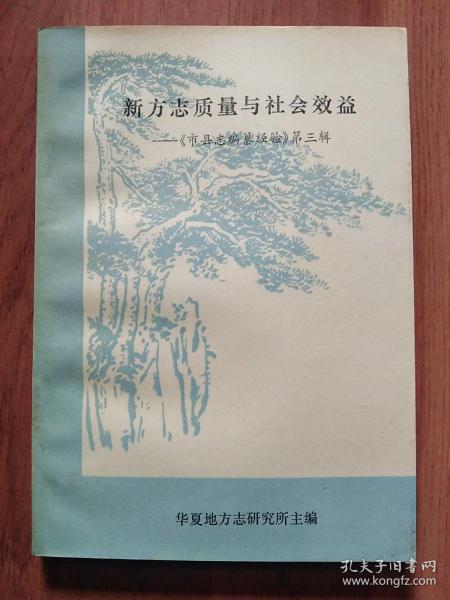 新方志质量与社会效益
——《市县志编纂经验》第三辑
华夏地方志研究所主编
孔夫子旧书网
www.kongfz.com